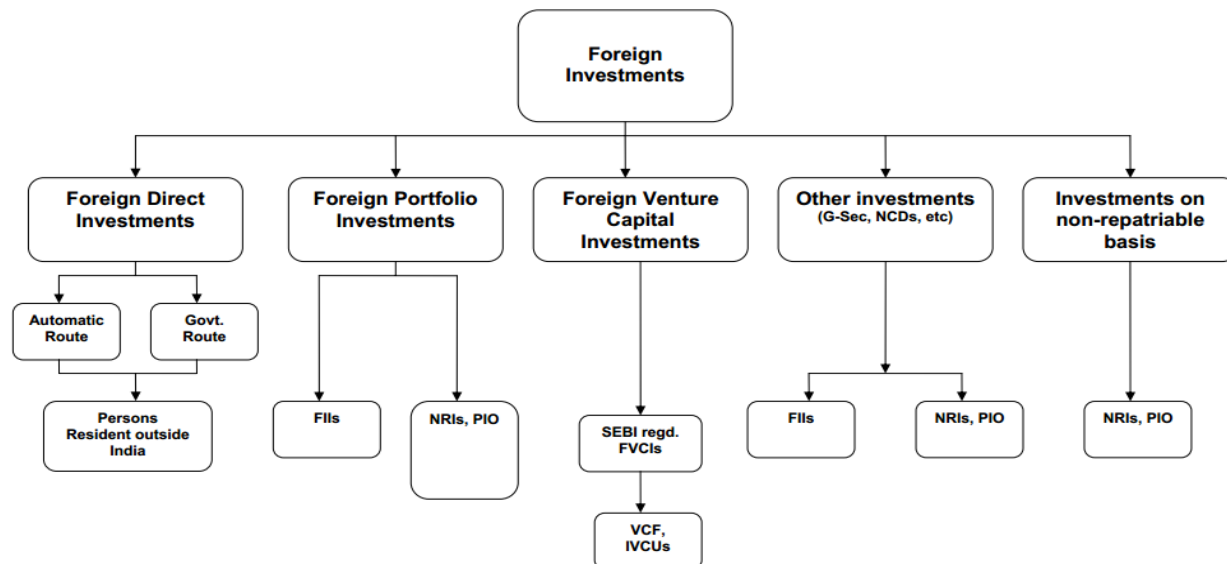 Foreign
Investments
Foreign Direct
Investments
Foreign Portfolio
Investments
Foreign Venture
Capital
Investments
Other investments
(G-Sec, NCDs, etc)
Investments on
non-repatriable
basis
Automatic
Route
Govt.
Route
Persons
Resident outside
India
FIIs
NRIs, PIO
SEBI regd.
FVCIs
VCF,
IVCUs
FIIs
NRIs, PIO
NRIs, PIO